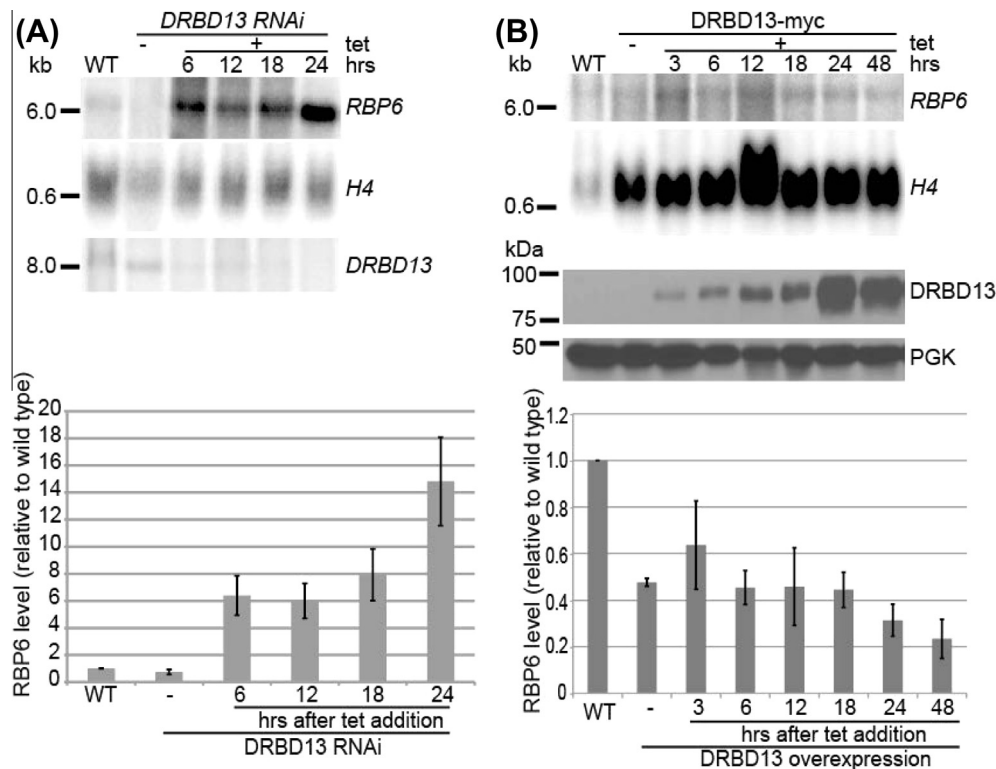 (A)
DRBD13 RNAi
- +
tet
kb WT 6 12 18 24 hrs
6.0 RBP6
0.6 H4
8.0 DRBD13
RBP6 level (relative to wild type)
20
18
16
14
12
10
8
6
4
2
0
WT - 6 12 18 24
hrs after tet addition
DRBD13 RNAi
(B)
DRBD13-myc
- +
tet
kb WT 3 6 12 18 24 48 hrs
6.0 RBP6
0.6 H4
kDa
100
DRBD13
75
50
PGK
RBP6 level (relative to wild type)
1.2
1.0
0.8
0.6
0.4
0.2
0
WT - 3 6 12 18 24 48
hrs after tet addition
DRBD13 overexpression